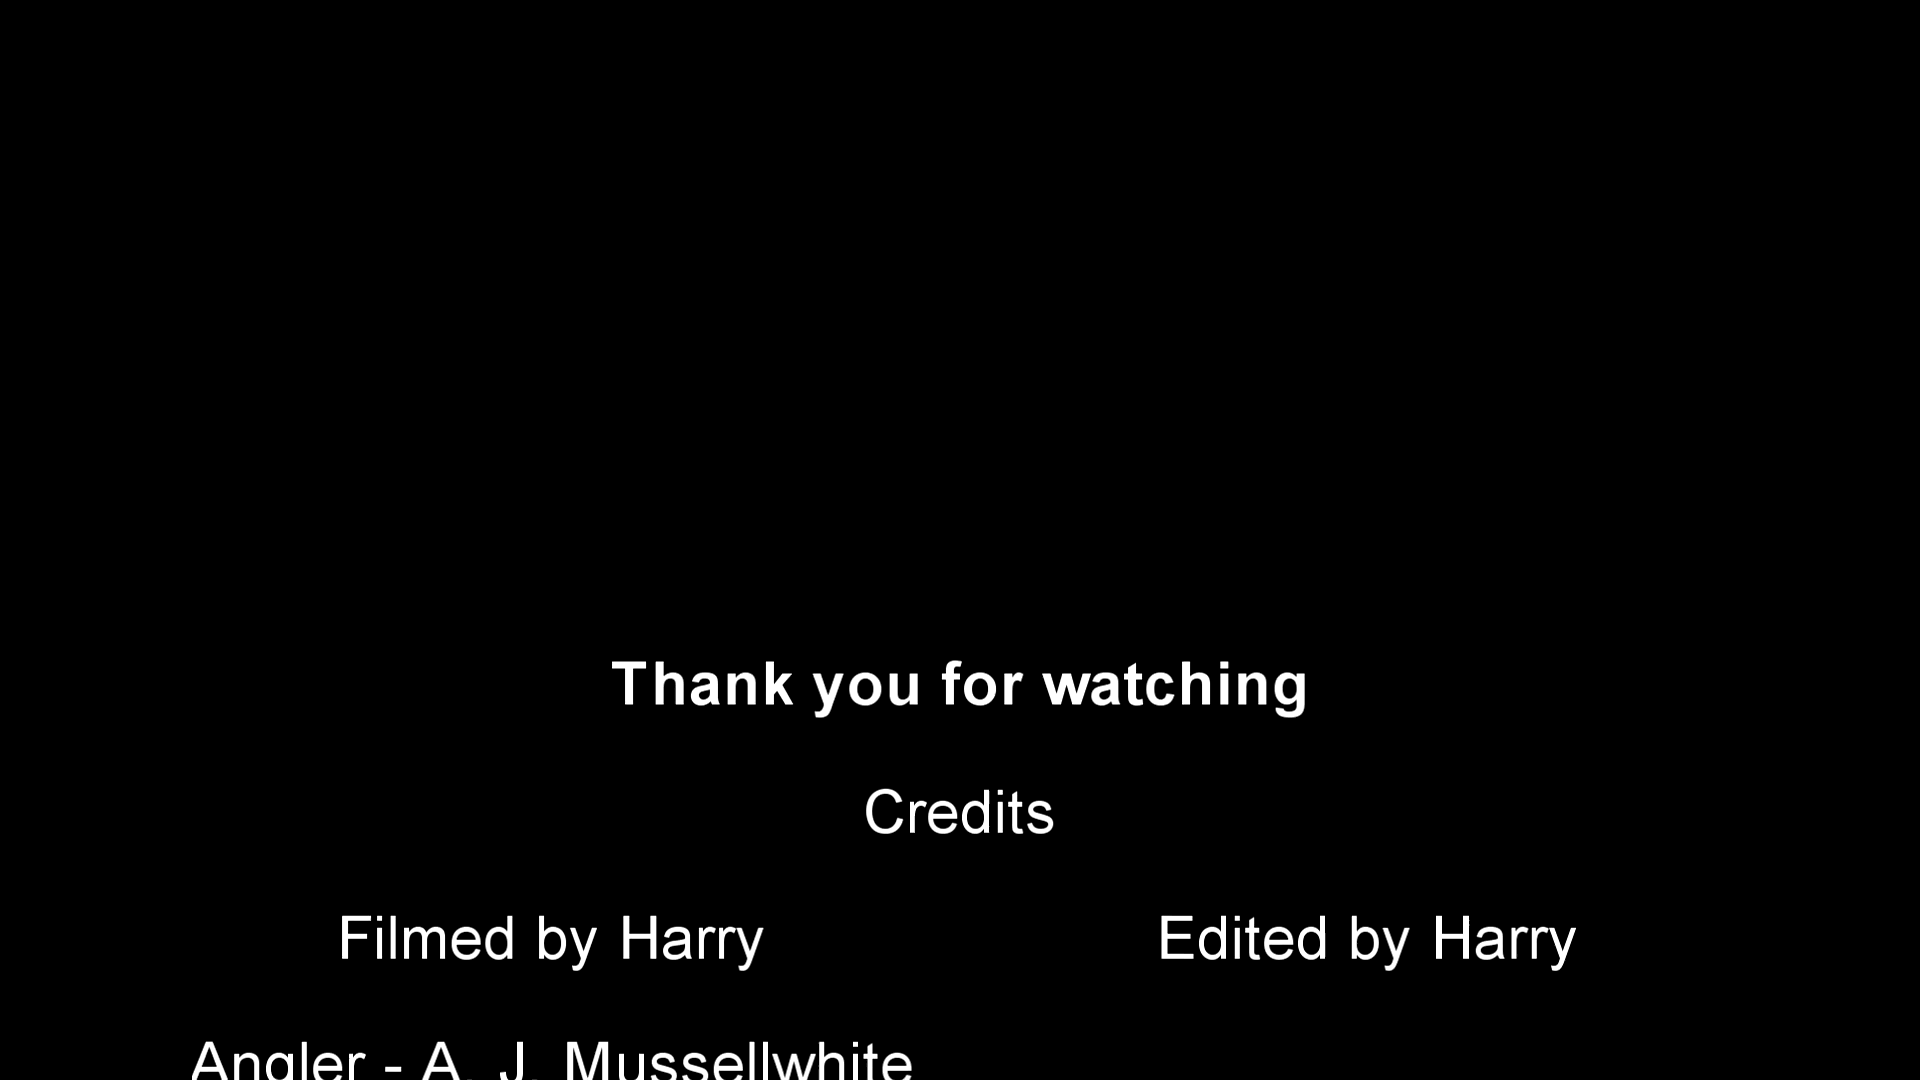 Thank you for watching
Credits
Filmed by Harry Edited by Harry
Angler - A. J. Mussellwhite